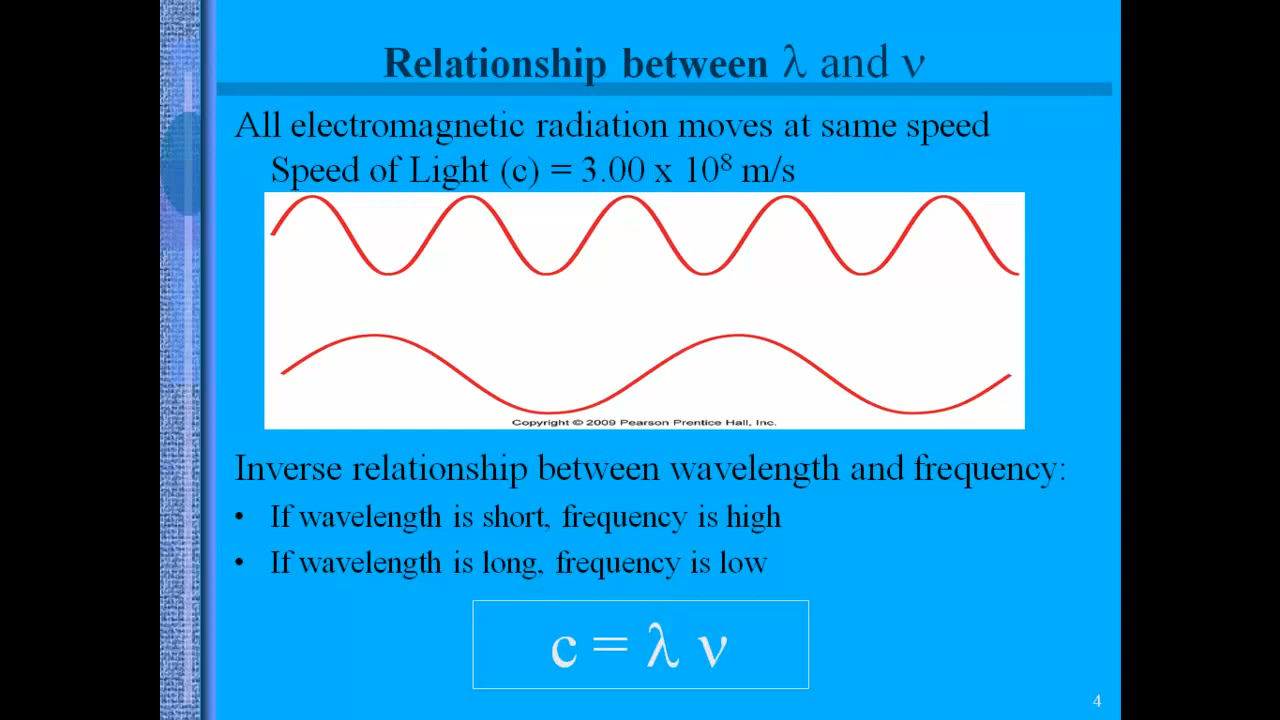 Relationship between λ and ν
All electromagnetic radiation moves at same speed
Speed of Light (c) = 3.00 x 10⁸ m/s
Copyright © 2009 Pearson Prentice Hall, Inc.
Inverse relationship between wavelength and frequency:
• If wavelength is short, frequency is high
• If wavelength is long, frequency is low
c = λ ν
4